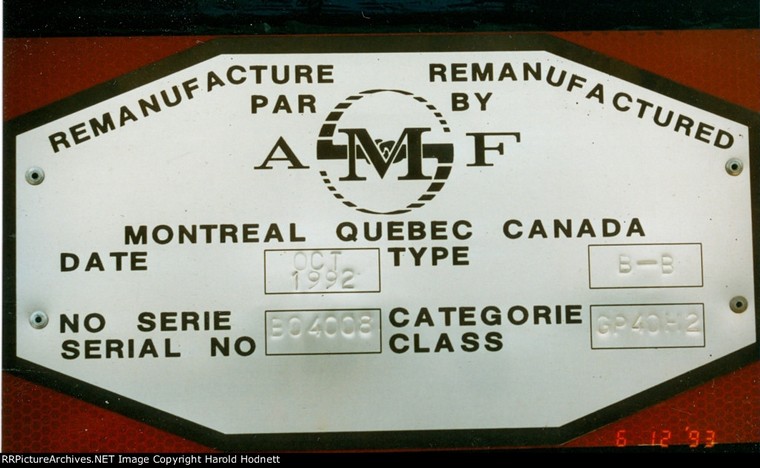 REMANUFACTURE REMANUFACTURED
PAR BY
A M F
MONTREAL QUEBEC CANADA
DATE OCT 1992 TYPE B-B
NO SERIE SERIAL NO B04008 CATEGORIE CLASS GP40H2
6 12 '93
RRPictureArchives.NET Image Copyright Harold Hodnett